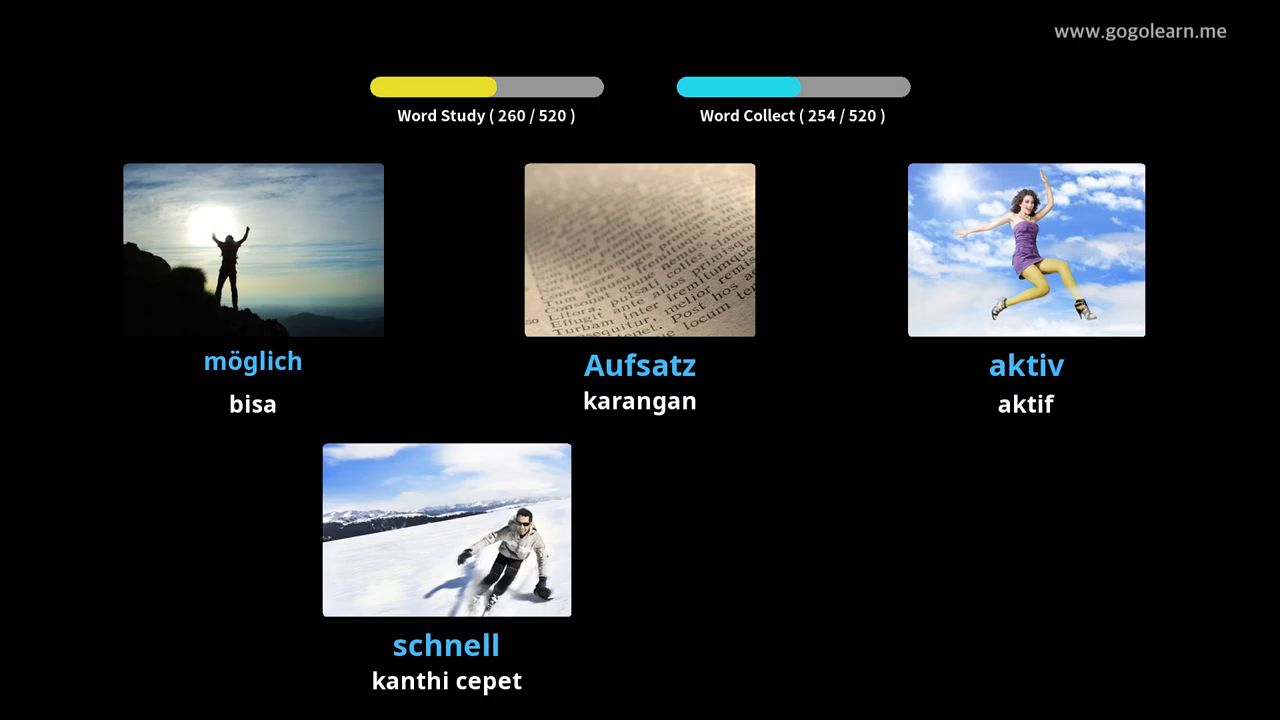 www.gogolearn.me
Word Study ( 260 / 520 )
Word Collect ( 254 / 520 )
möglich
bisa
Aufsatz
karangan
aktiv
aktif
schnell
kanthi cepet